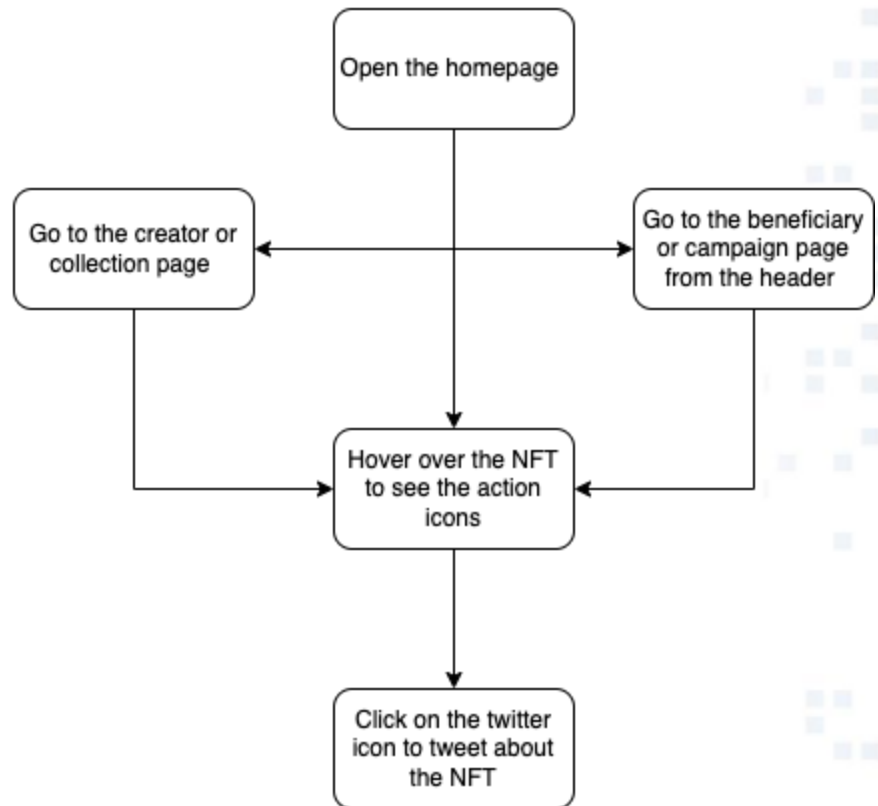 Open the homepage
Go to the creator or
collection page
Go to the beneficiary
or campaign page
from the header
Hover over the NFT
to see the action
icons
Click on the twitter
icon to tweet about
the NFT